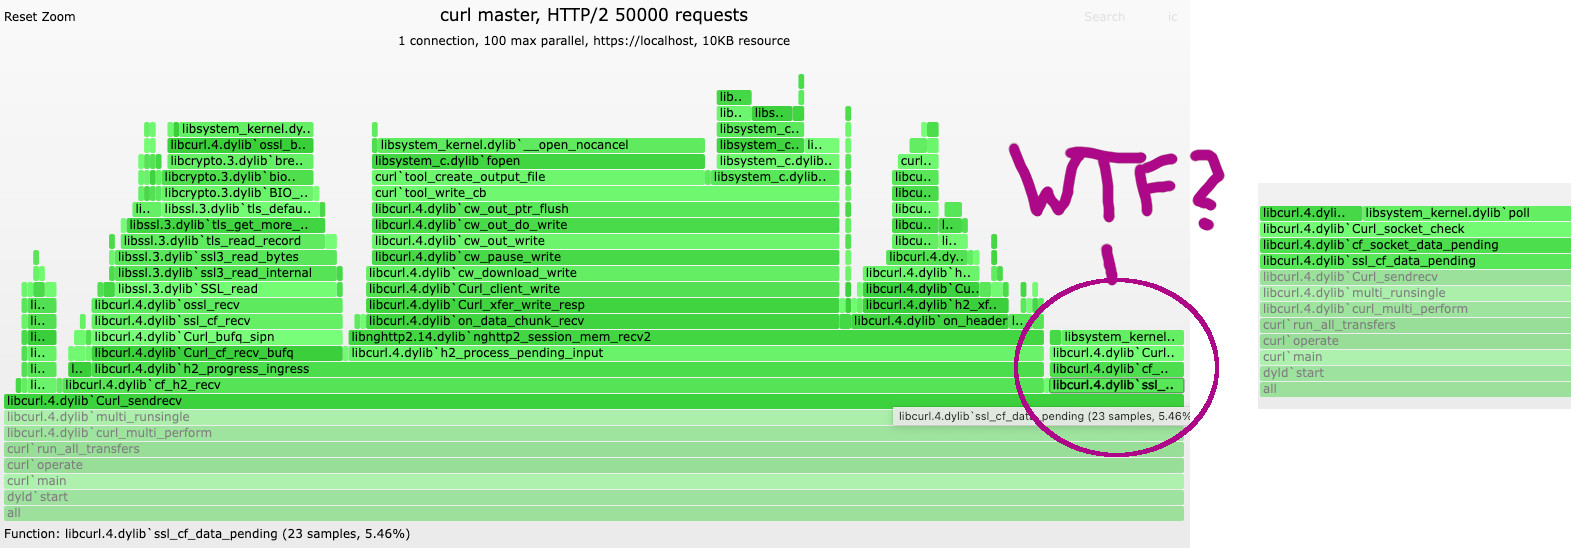 Reset Zoom
curl master, HTTP/2 50000 requests
Search
ic
1 connection, 100 max parallel, https://localhost, 10KB resource
lib..
lib..
libs..
libsystem_kernel.dy..
libsystem_c..
libcurl.4.dylib`ossl_b..
libsystem_kernel.dylib`__open_nocancel
libsystem_c..
li..
WTF?
libcrypto.3.dylib`bre..
libsystem_c.dylib`fopen
libsystem_c.dylib..
curl..
libcrypto.3.dylib`bio..
curl`tool_create_output_file
libsystem_c.dylib..
libcu..
libcrypto.3.dylib`BIO_..
curl`tool_write_cb
libcu..
li..
libssl.3.dylib`tls_defau..
libcurl.4.dylib`cw_out_ptr_flush
libcu..
libssl.3.dylib`tls_get_more_..
libcurl.4.dylib`cw_out_do_write
libcu..
l..
libssl.3.dylib`tls_read_record
libcurl.4.dylib`cw_out_write
libcu..
li..
libssl.3.dylib`ssl3_read_bytes
libcurl.4.dylib`cw_pause_write
libcurl.4.dy..
libssl.3.dylib`ssl3_read_internal
libcurl.4.dylib`cw_download_write
libcurl.4.dylib`h..
libssl.3.dylib`SSL_read
libcurl.4.dylib`Curl_client_write
libcurl.4.dylib`Cu..
li..
libcurl.4.dylib`ossl_recv
libcurl.4.dylib`Curl_xfer_write_resp
libcurl.4.dylib`h2_xf..
li..
libcurl.4.dylib`ssl_cf_recv
libcurl.4.dylib`on_data_chunk_recv
libcurl.4.dylib`on_header
l..
li..
libcurl.4.dylib`Curl_bufq_sipn
libnghttp2.14.dylib`nghttp2_session_mem_recv2
libsystem_kernel..
li..
libcurl.4.dylib`Curl_cf_recv_bufq
libcurl.4.dylib`h2_process_pending_input
libcurl.4.dylib`Curl..
li..
l..
libcurl.4.dylib`h2_progress_ingress
libcurl.4.dylib`cf_..
li..
libcurl.4.dylib`cf_h2_recv
libcurl.4.dylib`ssl_..
libcurl.4.dylib`Curl_sendrecv
libcurl.4.dylib`multi_runsingle
libcurl.4.dylib`ssl_cf_data_pending (23 samples, 5.46%
libcurl.4.dylib`curl_multi_perform
curl`run_all_transfers
curl`operate
curl`main
dyld`start
all
Function: libcurl.4.dylib`ssl_cf_data_pending (23 samples, 5.46%)
libcurl.4.dyli..
libsystem_kernel.dylib`poll
libcurl.4.dylib`Curl_socket_check
libcurl.4.dylib`cf_socket_data_pending
libcurl.4.dylib`ssl_cf_data_pending
libcurl.4.dylib`Curl_sendrecv
libcurl.4.dylib`multi_runsingle
libcurl.4.dylib`curl_multi_perform
curl`run_all_transfers
curl`operate
curl`main
dyld`start
all